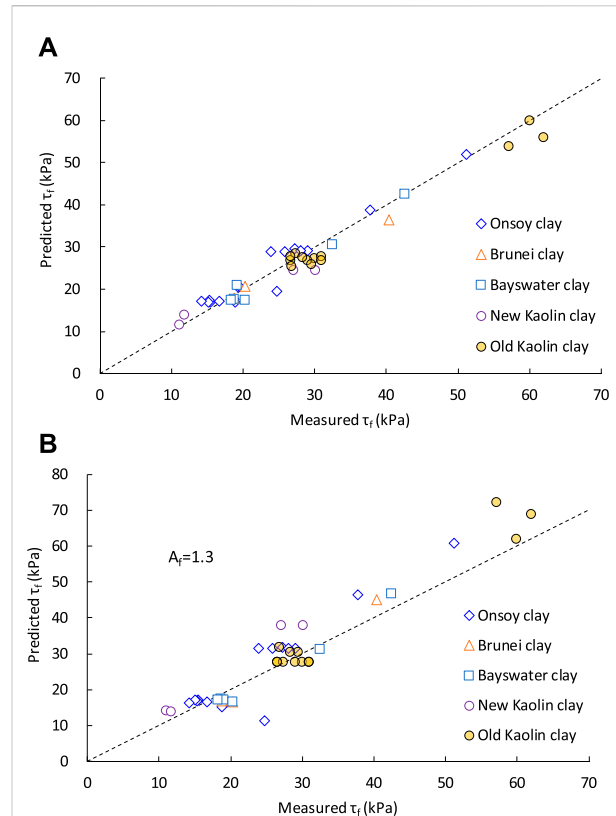 A
70
60
50
40
30
20
10
0
Predicted τf (kPa)
Onsoy clay
Brunei clay
Bayswater clay
New Kaolin clay
Old Kaolin clay
0 10 20 30 40 50 60 70
Measured τf (kPa)
B
80
70
60
50
40
30
20
10
0
Predicted τf (kPa)
Af=1.3
Onsoy clay
Brunei clay
Bayswater clay
New Kaolin clay
Old Kaolin clay
0 10 20 30 40 50 60 70
Measured τf (kPa)